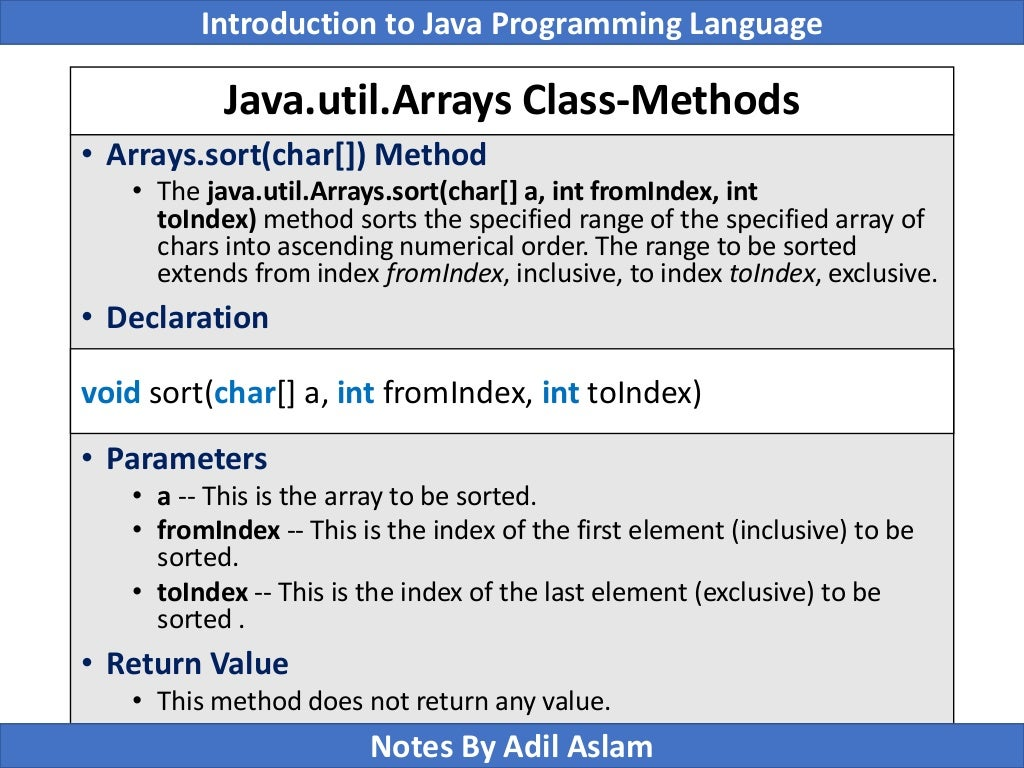 Introduction to Java Programming Language
Java.util.Arrays Class-Methods
• Arrays.sort(char[]) Method
• The java.util.Arrays.sort(char[] a, int fromIndex, int
toIndex) method sorts the specified range of the specified array of
chars into ascending numerical order. The range to be sorted
extends from index fromIndex, inclusive, to index toIndex, exclusive.
• Declaration
void sort(char[] a, int fromIndex, int toIndex)
• Parameters
• a -- This is the array to be sorted.
• fromIndex -- This is the index of the first element (inclusive) to be
sorted.
• toIndex -- This is the index of the last element (exclusive) to be
sorted .
• Return Value
• This method does not return any value.
Notes By Adil Aslam